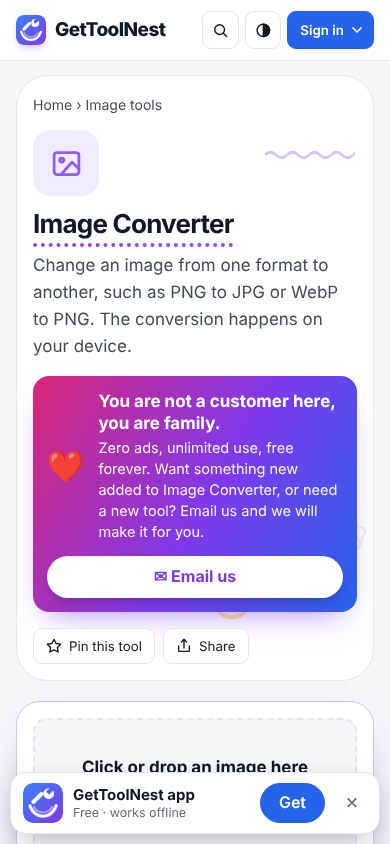 GetToolNest
Sign in
Home › Image tools
Image Converter
Change an image from one format to
another, such as PNG to JPG or WebP
to PNG. The conversion happens on
your device.
You are not a customer here,
you are family.
Zero ads, unlimited use, free
forever. Want something new
added to Image Converter, or need
a new tool? Email us and we will
make it for you.
✉ Email us
Pin this tool
Share
Click or drop an image here
GetToolNest app
Free · works offline
Get
×